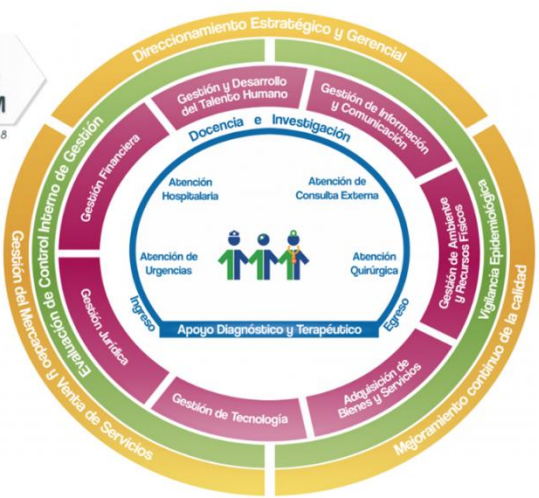 M
8
Direccionamiento Estratégico y Gerencial
Evaluación de Control Interno de Gestión
Gestión del Mercadeo y Venta de Servicios
Mejoramiento continuo de la calidad
Vigilancia Epidemiológica
Gestión Financiera
Gestión y Desarrollo
del Talento Humano
Gestión de Información
y Comunicación
Gestión de Ambiente
y Recursos Físicos
Adquisición de
Bienes y Servicios
Gestión de Tecnología
Gestión Jurídica
Docencia e Investigación
Atención
Hospitalaria
Atención de
Consulta Externa
Atención de
Urgencias
Atención
Quirúrgica
Ingreso
Egreso
Apoyo Diagnóstico y Terapéutico